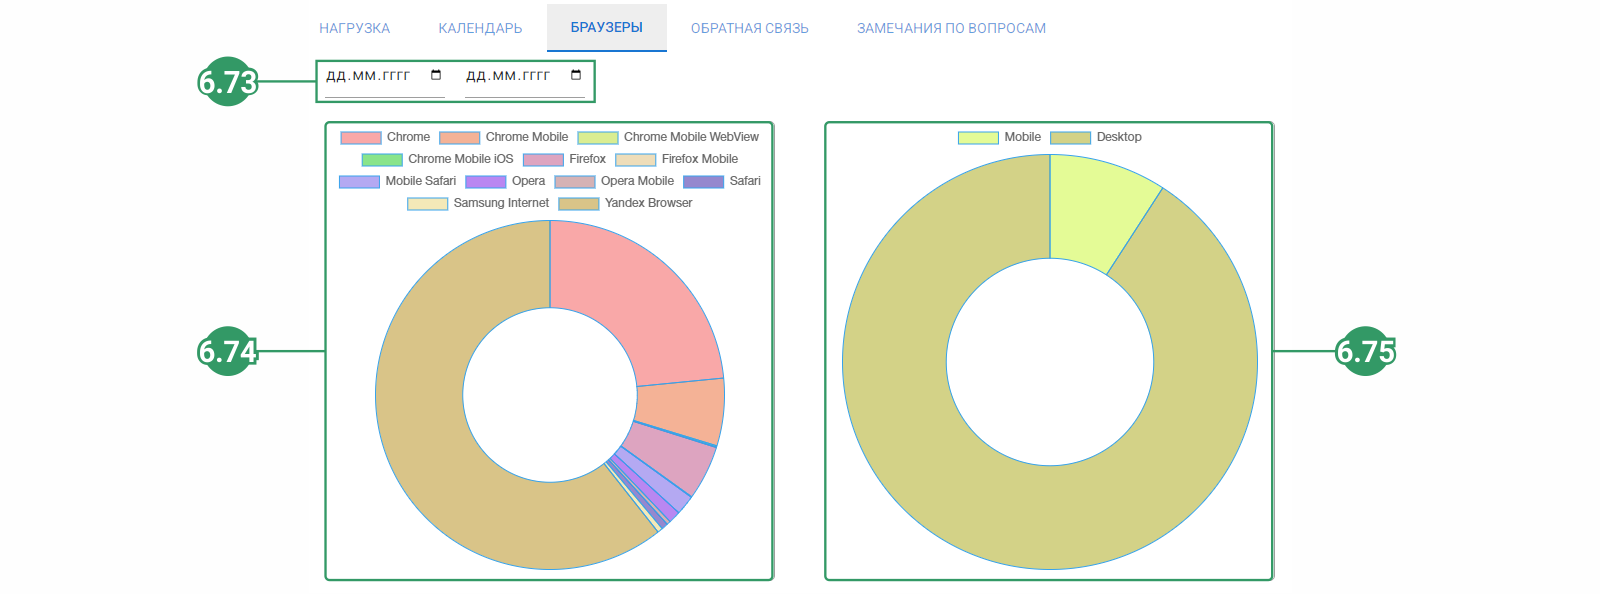 НАГРУЗКА КАЛЕНДАРЬ БРАУЗЕРЫ ОБРАТНАЯ СВЯЗЬ ЗАМЕЧАНИЯ ПО ВОПРОСАМ
6.73 ДД.ММ.ГГГГ ДД.ММ.ГГГГ
Chrome Chrome Mobile Chrome Mobile WebView
Chrome Mobile iOS Firefox Firefox Mobile
Mobile Safari Opera Opera Mobile Safari
Samsung Internet Yandex Browser
Mobile Desktop
6.74
6.75